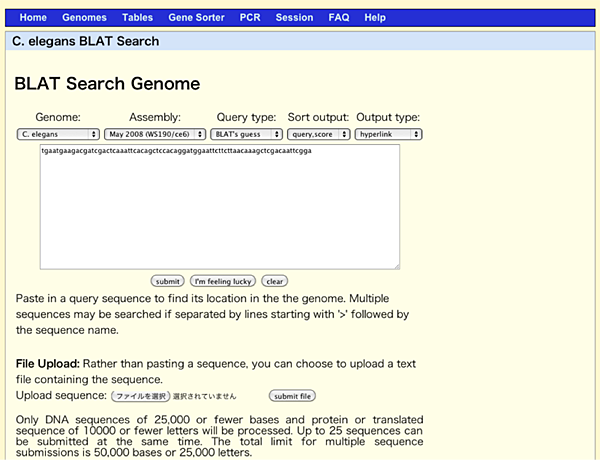 Home Genomes Tables Gene Sorter PCR Session FAQ Help
C. elegans BLAT Search
BLAT Search Genome
Genome: Assembly: Query type: Sort output: Output type:
C. elegans May 2008 (WS190/ce6) BLAT's guess query,score hyperlink
tgaatgaagacgatcgactcaaattcacagctccacaggatggaattcttcttaacaaagctcgacaattcgga
submit I'm feeling lucky clear
Paste in a query sequence to find its location in the the genome. Multiple
sequences may be searched if separated by lines starting with '>' followed by
the sequence name.
File Upload: Rather than pasting a sequence, you can choose to upload a text
file containing the sequence.
Upload sequence: ファイルを選択 選択されていません submit file
Only DNA sequences of 25,000 or fewer bases and protein or translated
sequence of 10000 or fewer letters will be processed. Up to 25 sequences can
be submitted at the same time. The total limit for multiple sequence
submissions is 50,000 bases or 25,000 letters.